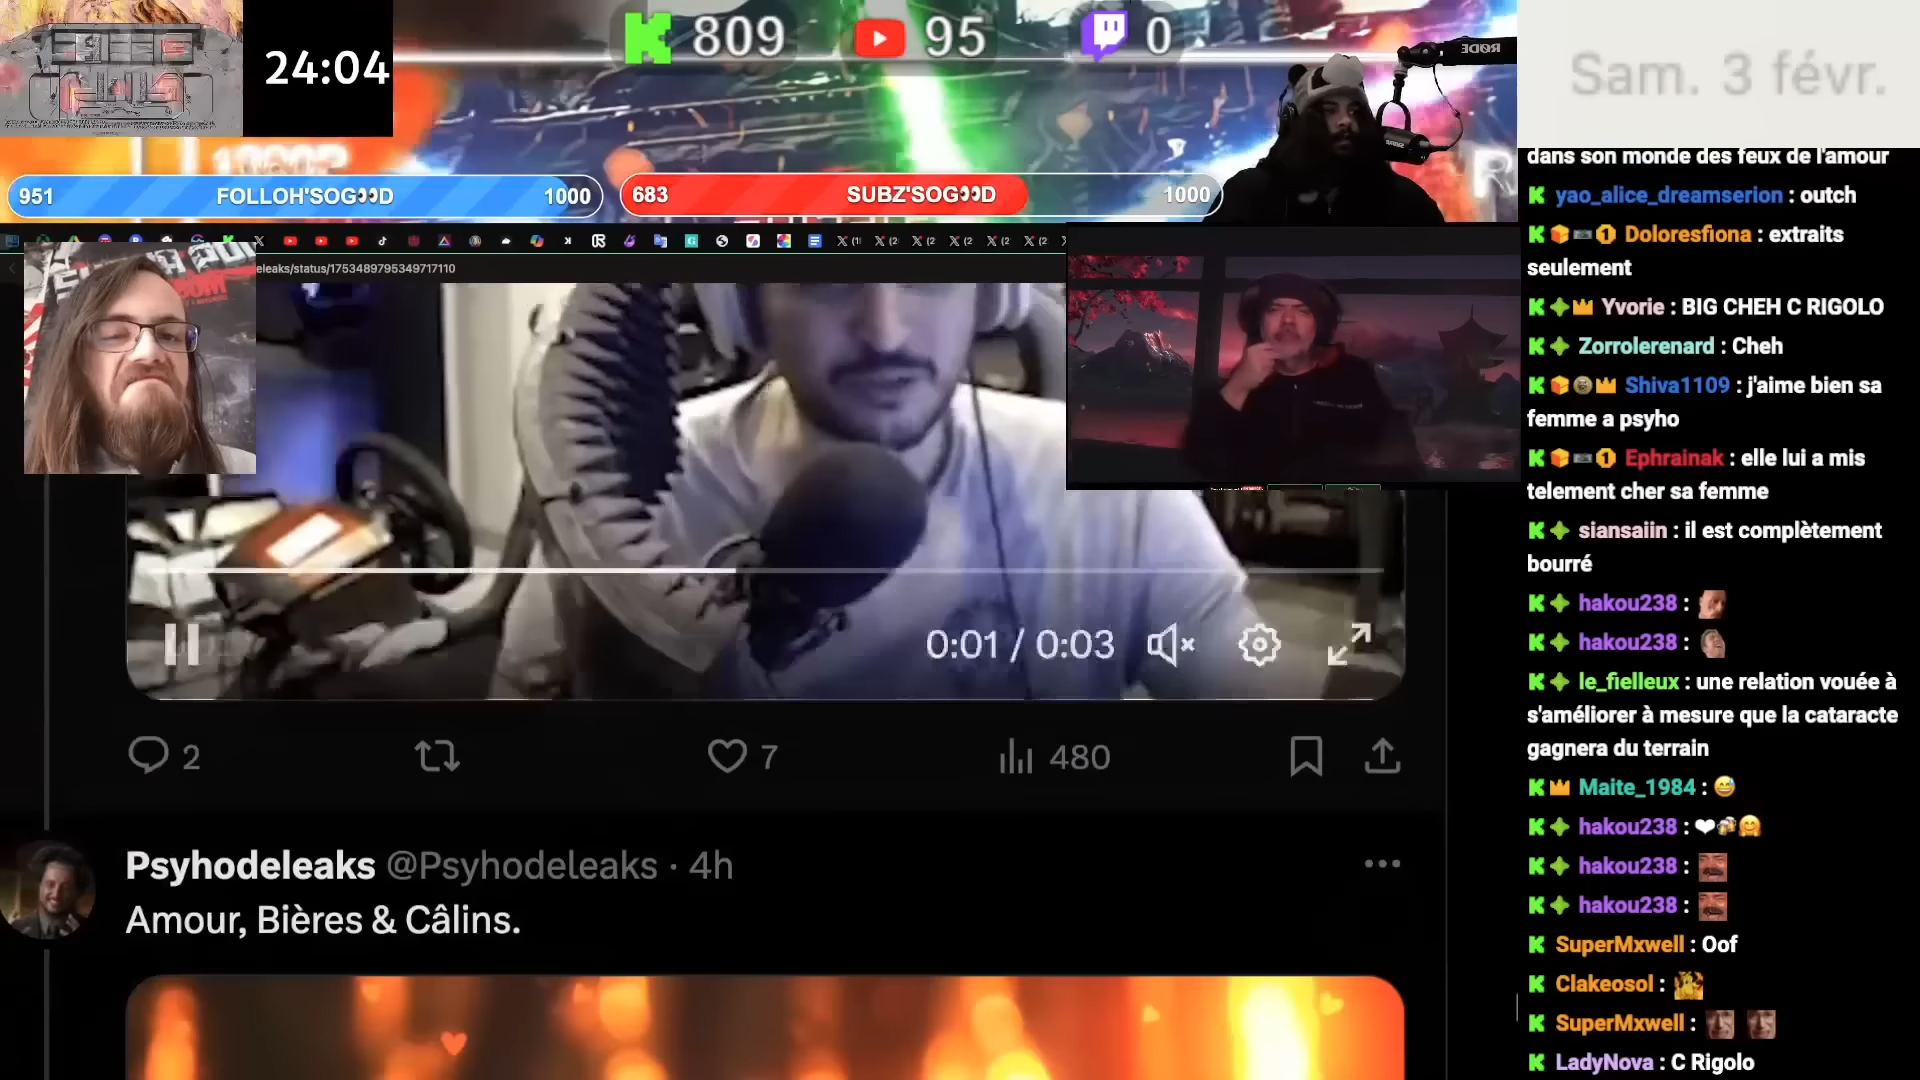 24:04
809
95
0
RØDE
Sam. 3 févr.
951 FOLLOH'SOG👀D 1000
683 SUBZ'SOG👀D 1000
eleaks/status/1753489795349717110
0:01 / 0:03
2
7
480
Psyhodeleaks @Psyhodeleaks · 4h
Amour, Bières & Câlins.
dans son monde des feux de l'amour
yao_alice_dreamserion : outch
Doloresfiona : extraits
seulement
Yvorie : BIG CHEH C RIGOLO
Zorrolerenard : Cheh
Shiva1109 : j'aime bien sa
femme a psyho
Ephrainak : elle lui a mis
telement cher sa femme
siansaiin : il est complètement
bourré
hakou238 :
hakou238 :
le_fielleux : une relation vouée à
s'améliorer à mesure que la cataracte
gagnera du terrain
Maite_1984 : 😅
hakou238 : ❤🍻🤗
hakou238 :
hakou238 :
SuperMxwell : Oof
Clakeosol :
SuperMxwell :
LadyNova : C Rigolo